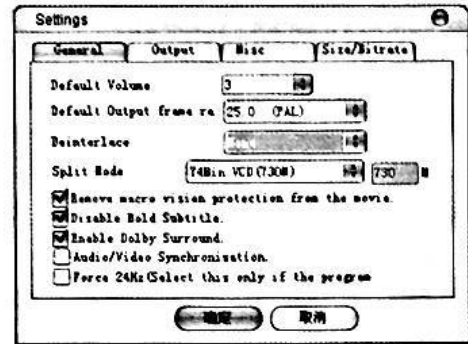 Settings
General Output Misc Size/Bitrate
Default Volume 3
Default Output frame ra 25.0 (PAL)
Deinterlace
Split Mode 74Min VCD(730M) 730 M
Remove macro vision protection from the movie.
Disable Bold Subtitle.
Enable Dolby Surround.
Audio/Video Synchronisation.
Force 24Hz(Select this only if the program
确定 取消